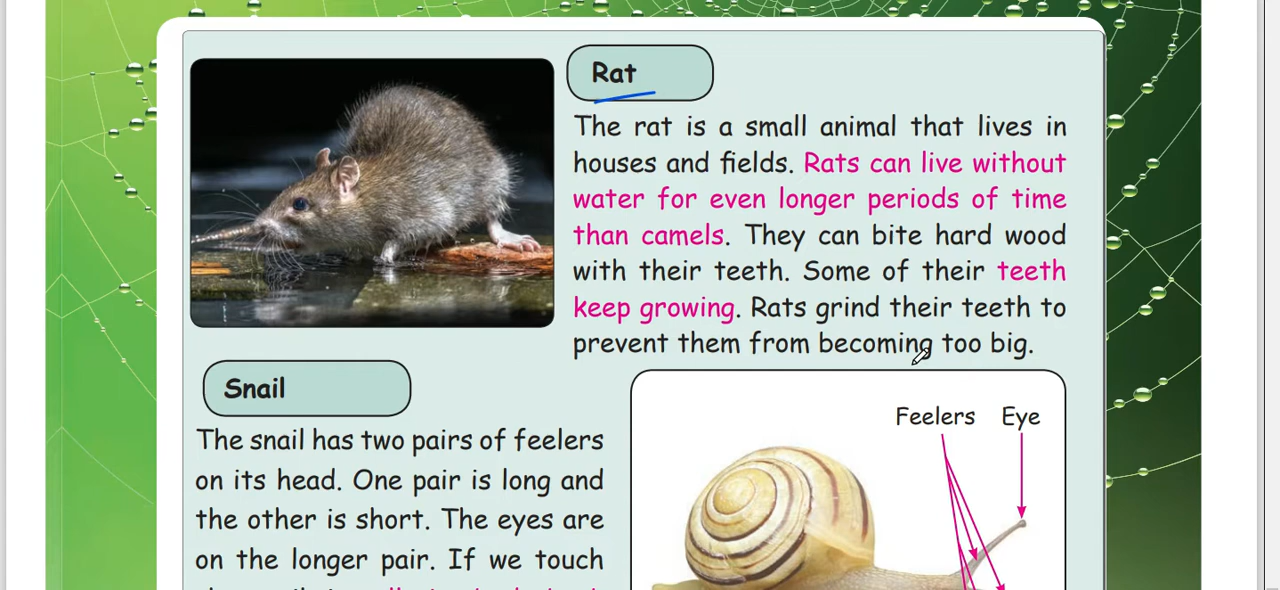 Rat
The rat is a small animal that lives in
houses and fields. Rats can live without
water for even longer periods of time
than camels. They can bite hard wood
with their teeth. Some of their teeth
keep growing. Rats grind their teeth to
prevent them from becoming too big.
Snail
The snail has two pairs of feelers
on its head. One pair is long and
the other is short. The eyes are
on the longer pair. If we touch
Feelers Eye